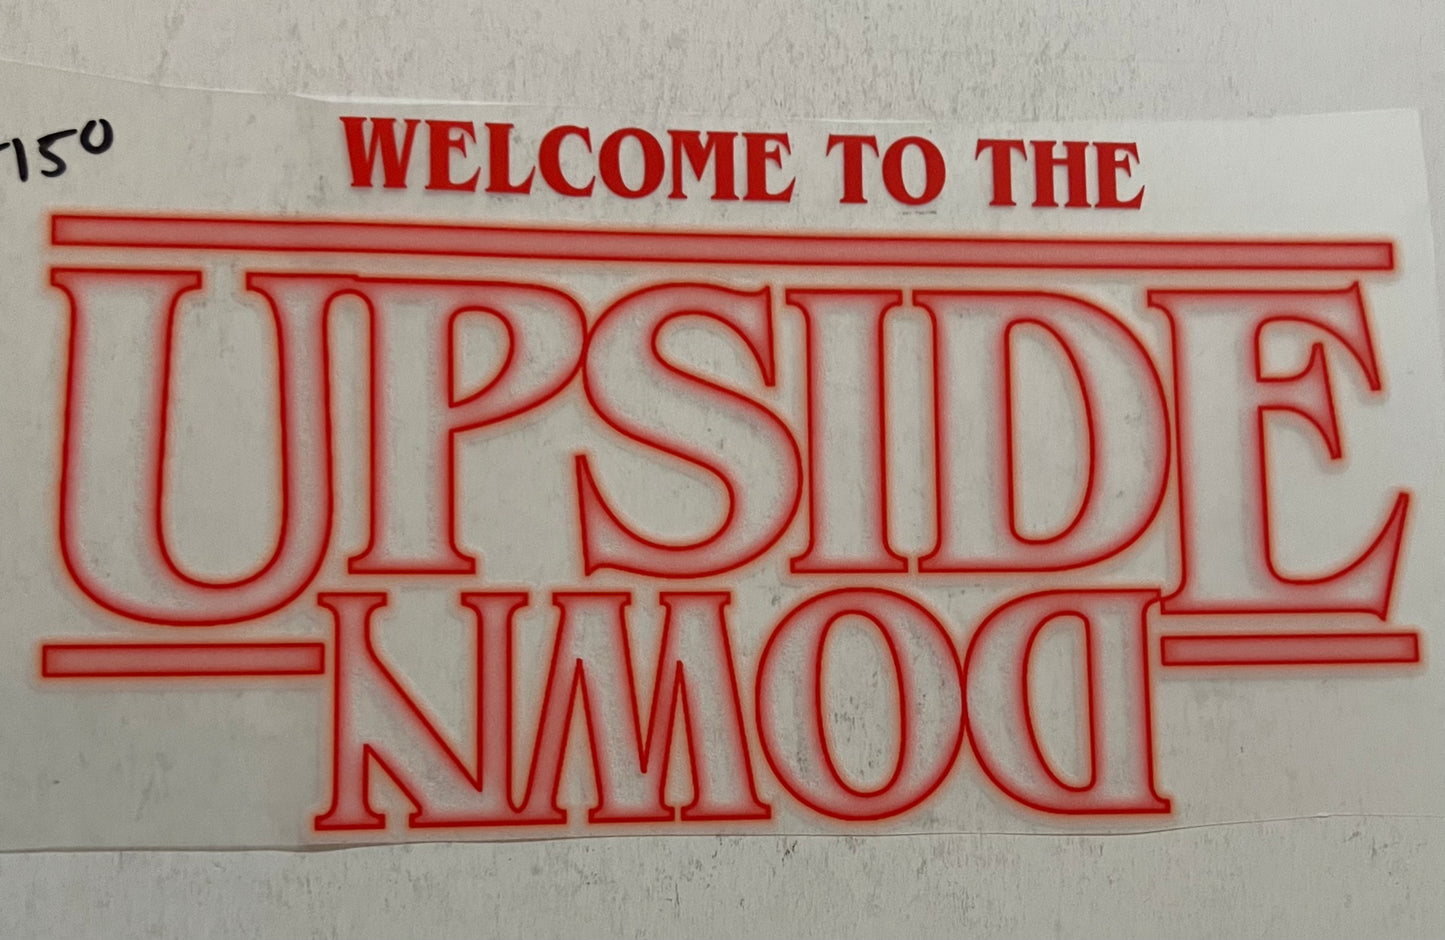 150
WELCOME TO THE
UPSIDE
DOWN